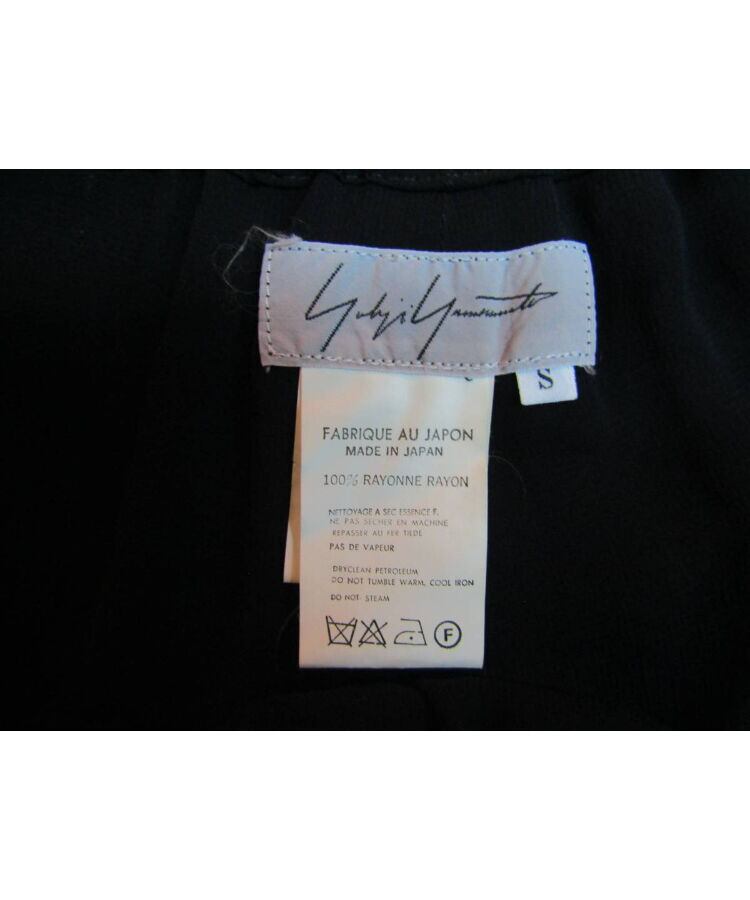 Yohji Yamamoto
S
FABRIQUE AU JAPON
MADE IN JAPAN
100% RAYONNE RAYON
NETTOYAGE A SEC ESSENCE F.
NE PAS SECHER EN MACHINE
REPASSER AU FER TILDE
PAS DE VAPEUR
DRYCLEAN PETROLEUM
DO NOT TUMBLE WARM, COOL IRON
DO NOT STEAM
F